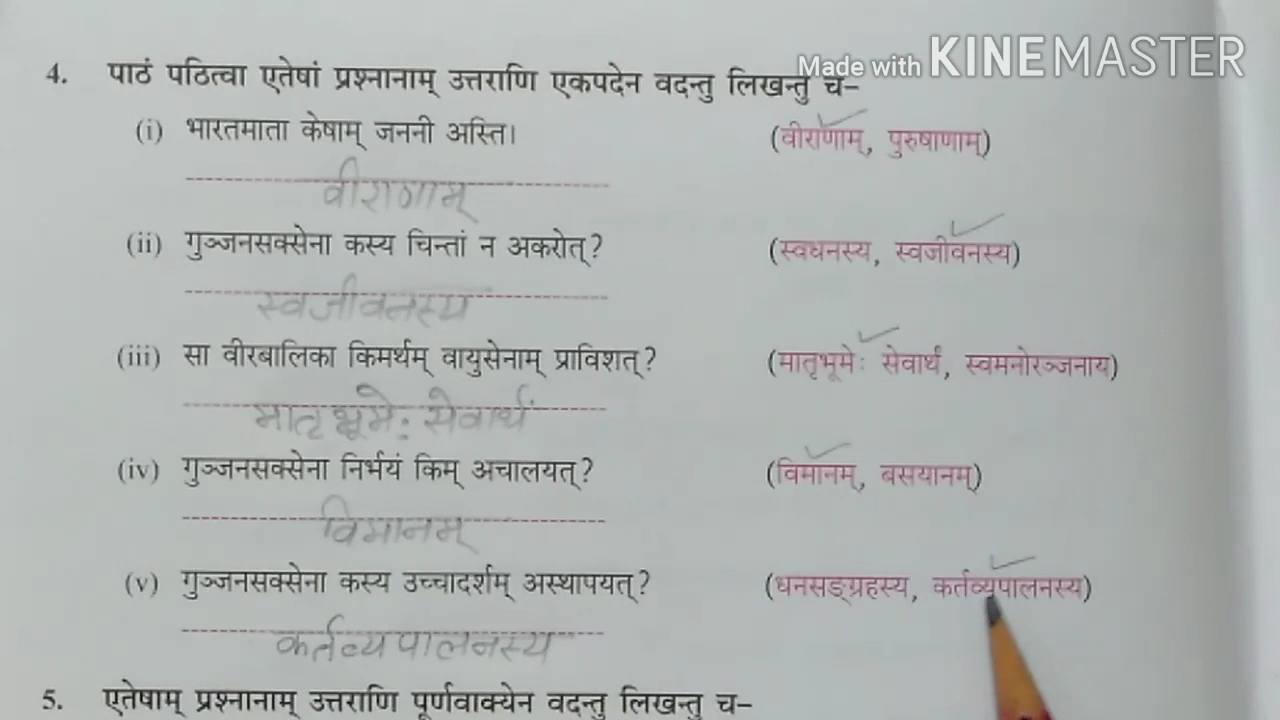 Made with KINEMASTER
4. पाठं पठित्वा एतेषां प्रश्नानाम् उत्तराणि एकपदेन वदन्तु लिखन्तु च–
(i) भारतमाता केषाम् जननी अस्ति। (वीराणाम्, पुरुषाणाम्)
वीराणाम्
(ii) गुञ्जनसक्सेना कस्य चिन्तां न अकरोत्? (स्वधनस्य, स्वजीवनस्य)
स्वजीवनस्य
(iii) सा वीरबालिका किमर्थम् वायुसेनाम् प्राविशत्? (मातृभूमेः सेवार्थं, स्वमनोरञ्जनाय)
मातृभूमेः सेवार्थं
(iv) गुञ्जनसक्सेना निर्भयं किम् अचालयत्? (विमानम्, बसयानम्)
विमानम्
(v) गुञ्जनसक्सेना कस्य उच्चादर्शम् अस्थापयत्? (धनसङ्ग्रहस्य, कर्तव्यपालनस्य)
कर्तव्यपालनस्य
5. एतेषाम् प्रश्नानाम् उत्तराणि पूर्णवाक्येन वदन्तु लिखन्तु च–